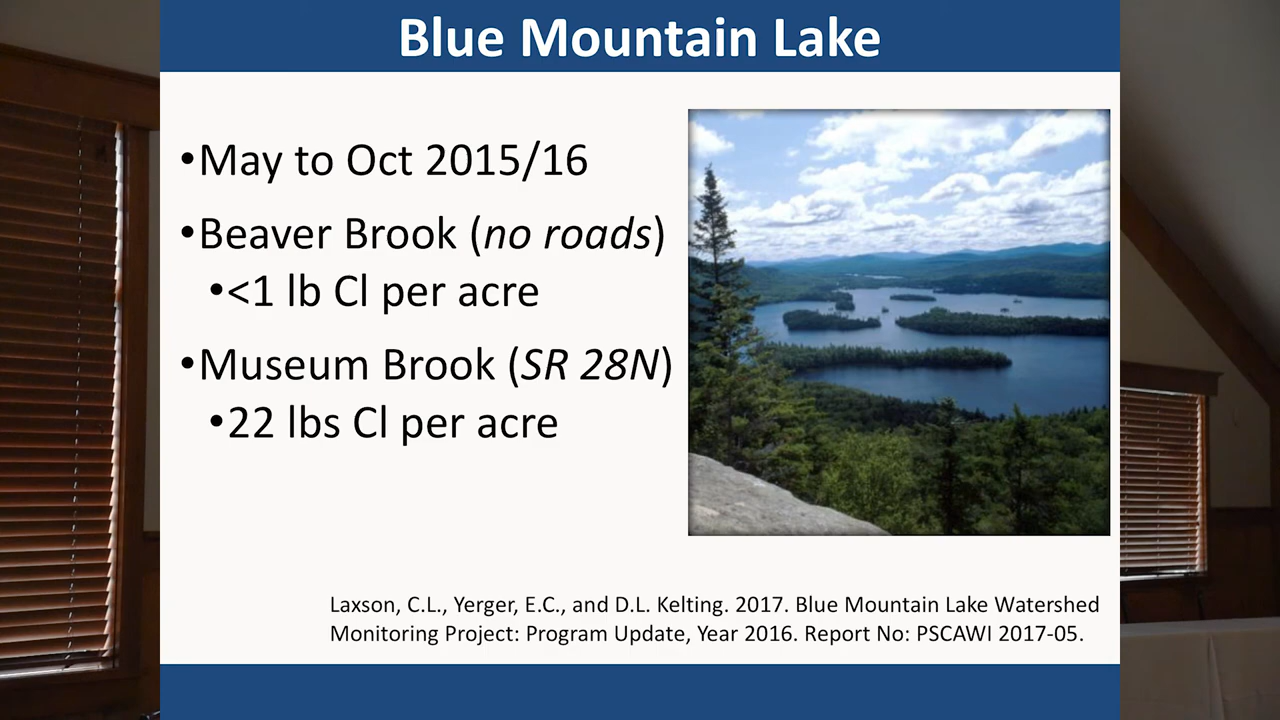 Blue Mountain Lake
•May to Oct 2015/16
•Beaver Brook (no roads)
•<1 lb Cl per acre
•Museum Brook (SR 28N)
•22 lbs Cl per acre
Laxson, C.L., Yerger, E.C., and D.L. Kelting. 2017. Blue Mountain Lake Watershed
Monitoring Project: Program Update, Year 2016. Report No: PSCAWI 2017-05.